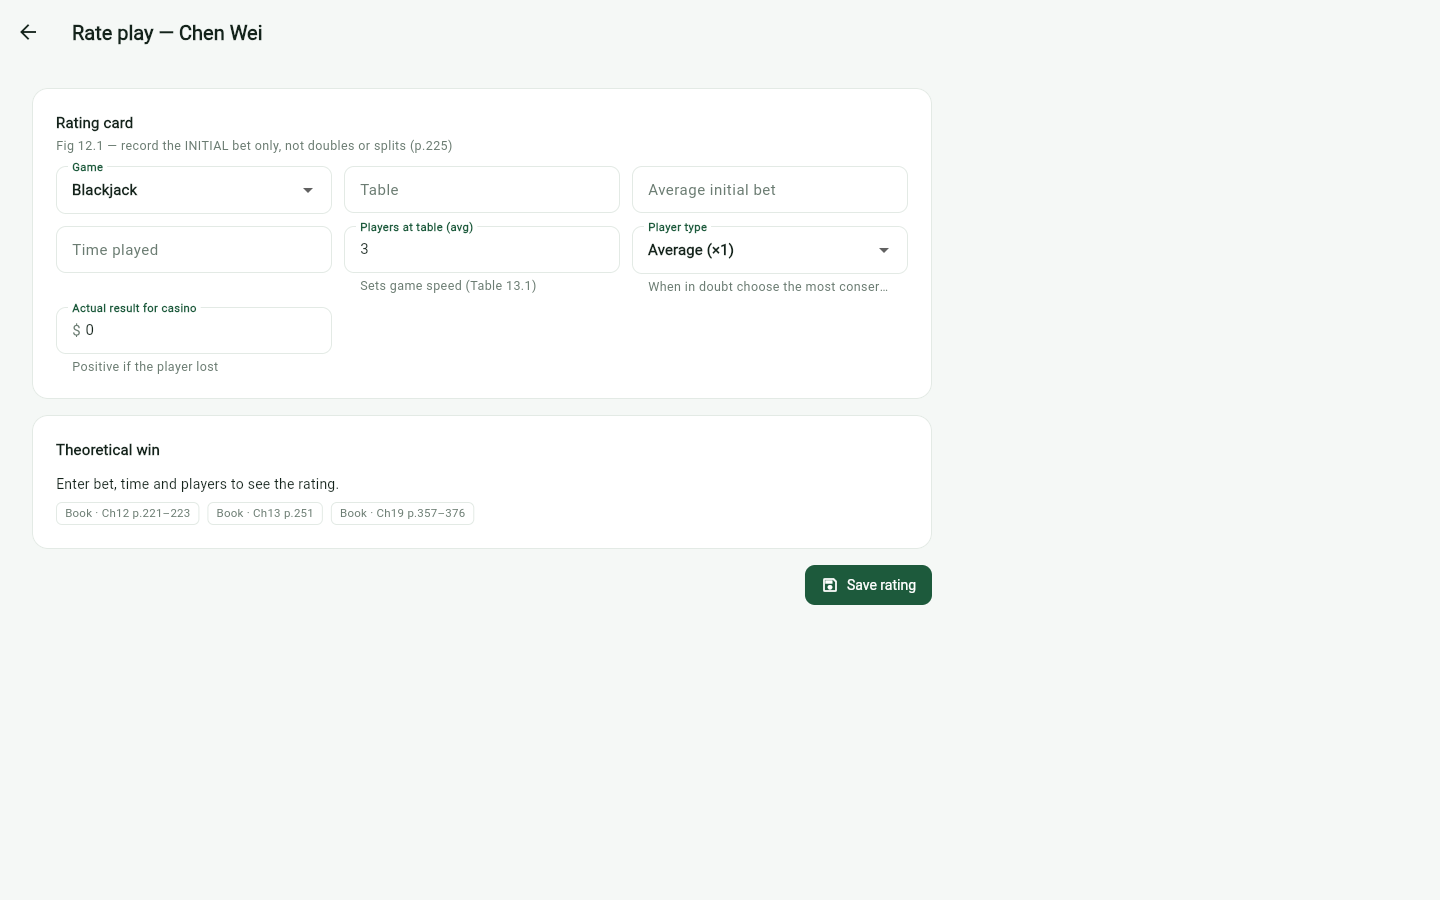 Rate play — Chen Wei
Rating card
Fig 12.1 — record the INITIAL bet only, not doubles or splits (p.225)
Game
Blackjack
Table
Average initial bet
Time played
Players at table (avg)
3
Sets game speed (Table 13.1)
Player type
Average (×1)
When in doubt choose the most conser…
Actual result for casino
$ 0
Positive if the player lost
Theoretical win
Enter bet, time and players to see the rating.
Book · Ch12 p.221–223
Book · Ch13 p.251
Book · Ch19 p.357–376
Save rating